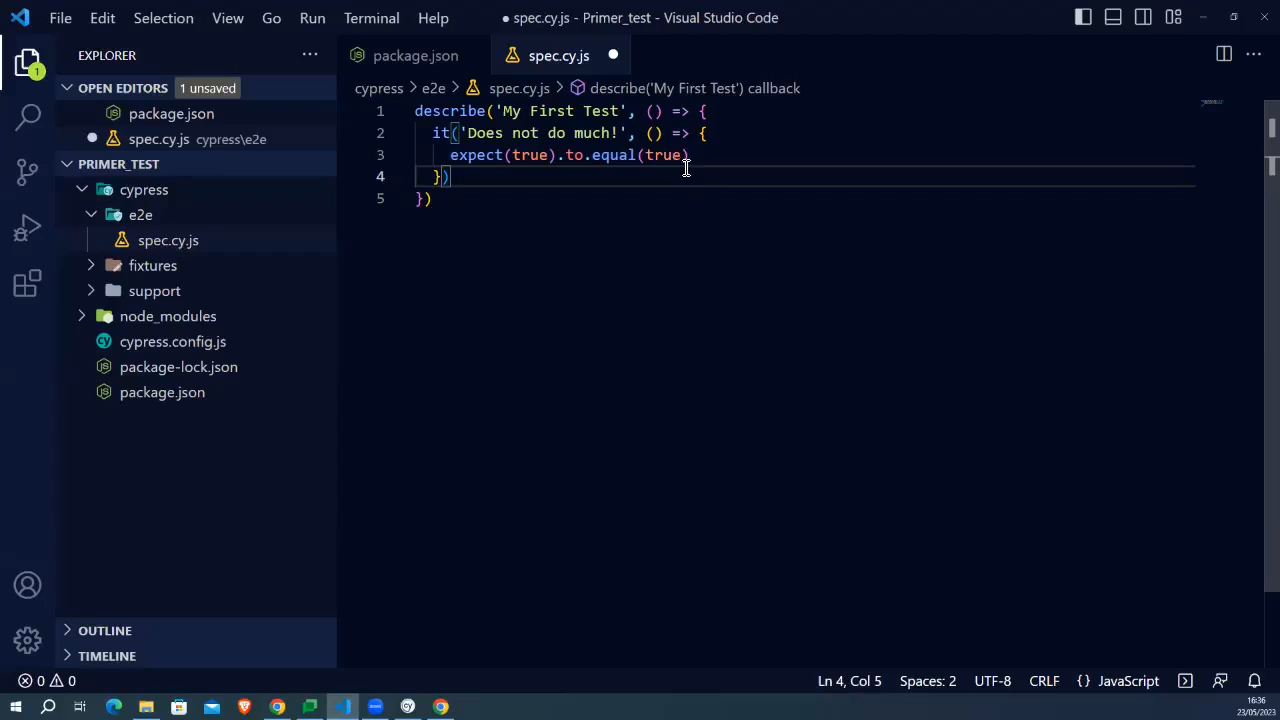 File Edit Selection View Go Run Terminal Help
● spec.cy.js - Primer_test - Visual Studio Code
EXPLORER
package.json
spec.cy.js
OPEN EDITORS 1 unsaved
package.json
spec.cy.js cypress\e2e
PRIMER_TEST
cypress
e2e
spec.cy.js
fixtures
support
node_modules
cypress.config.js
package-lock.json
package.json
OUTLINE
TIMELINE
1
cypress > e2e > spec.cy.js > describe('My First Test') callback
1 describe('My First Test', () => {
2 it('Does not do much!', () => {
3 expect(true).to.equal(true)
4 })
5 })
0 0
Ln 4, Col 5 Spaces: 2 UTF-8 CRLF {} JavaScript
16:36
23/05/2023